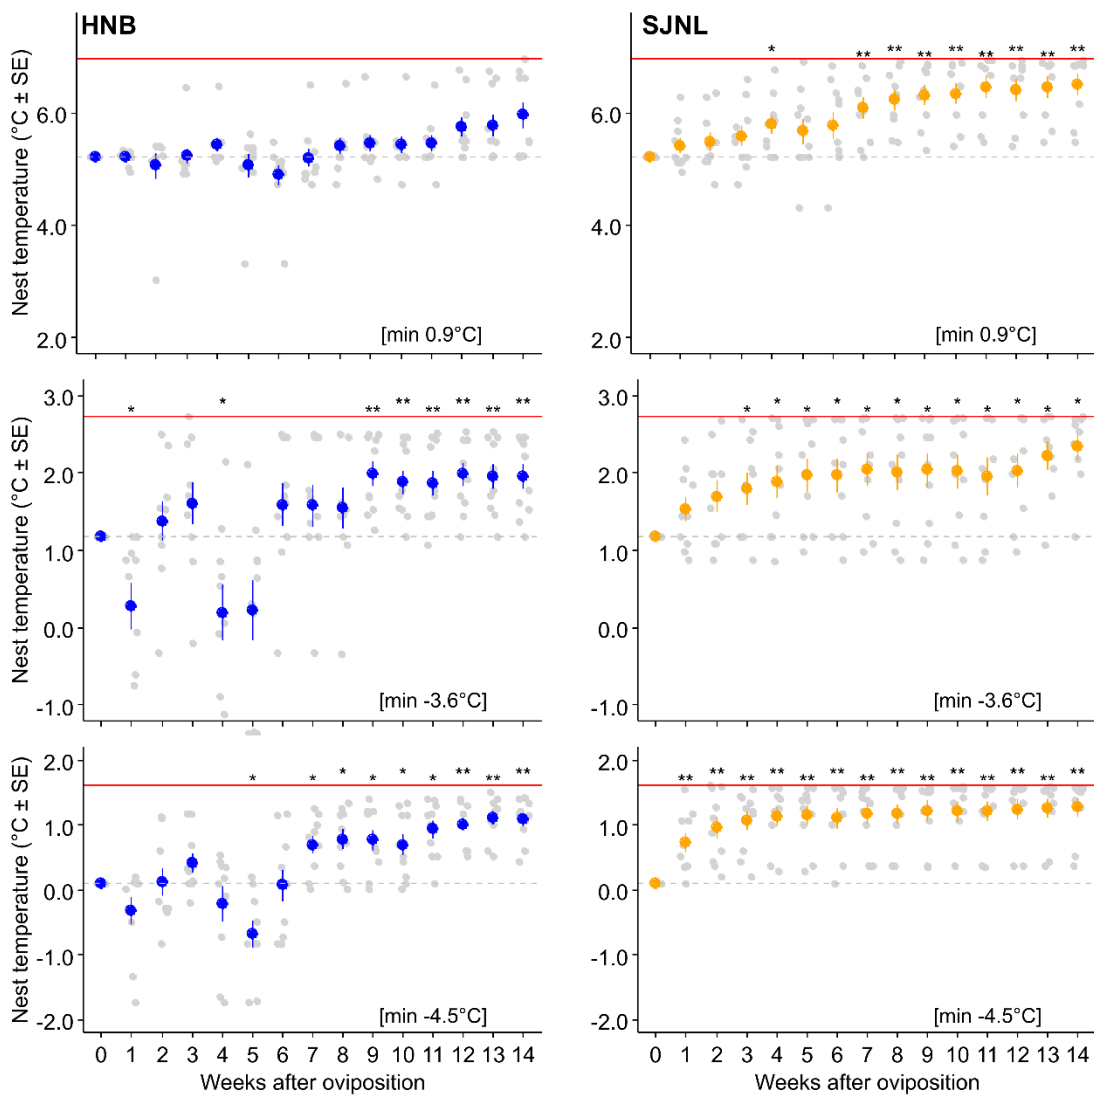 HNB
SJNL
Nest temperature (°C ± SE)
6.0
4.0
2.0
[min 0.9°C]
* ** ** ** ** ** ** ** **
6.0
4.0
2.0
[min 0.9°C]
Nest temperature (°C ± SE)
3.0
2.0
1.0
0.0
-1.0
* * ** ** ** ** ** **
[min -3.6°C]
3.0
2.0
1.0
0.0
-1.0
* * * * * * * * * * * *
[min -3.6°C]
Nest temperature (°C ± SE)
2.0
1.0
0.0
-1.0
-2.0
* * * * * * ** ** **
[min -4.5°C]
0 1 2 3 4 5 6 7 8 9 10 11 12 13 14
Weeks after oviposition
2.0
1.0
0.0
-1.0
-2.0
** ** ** ** ** ** ** ** ** ** ** ** ** **
[min -4.5°C]
0 1 2 3 4 5 6 7 8 9 10 11 12 13 14
Weeks after oviposition